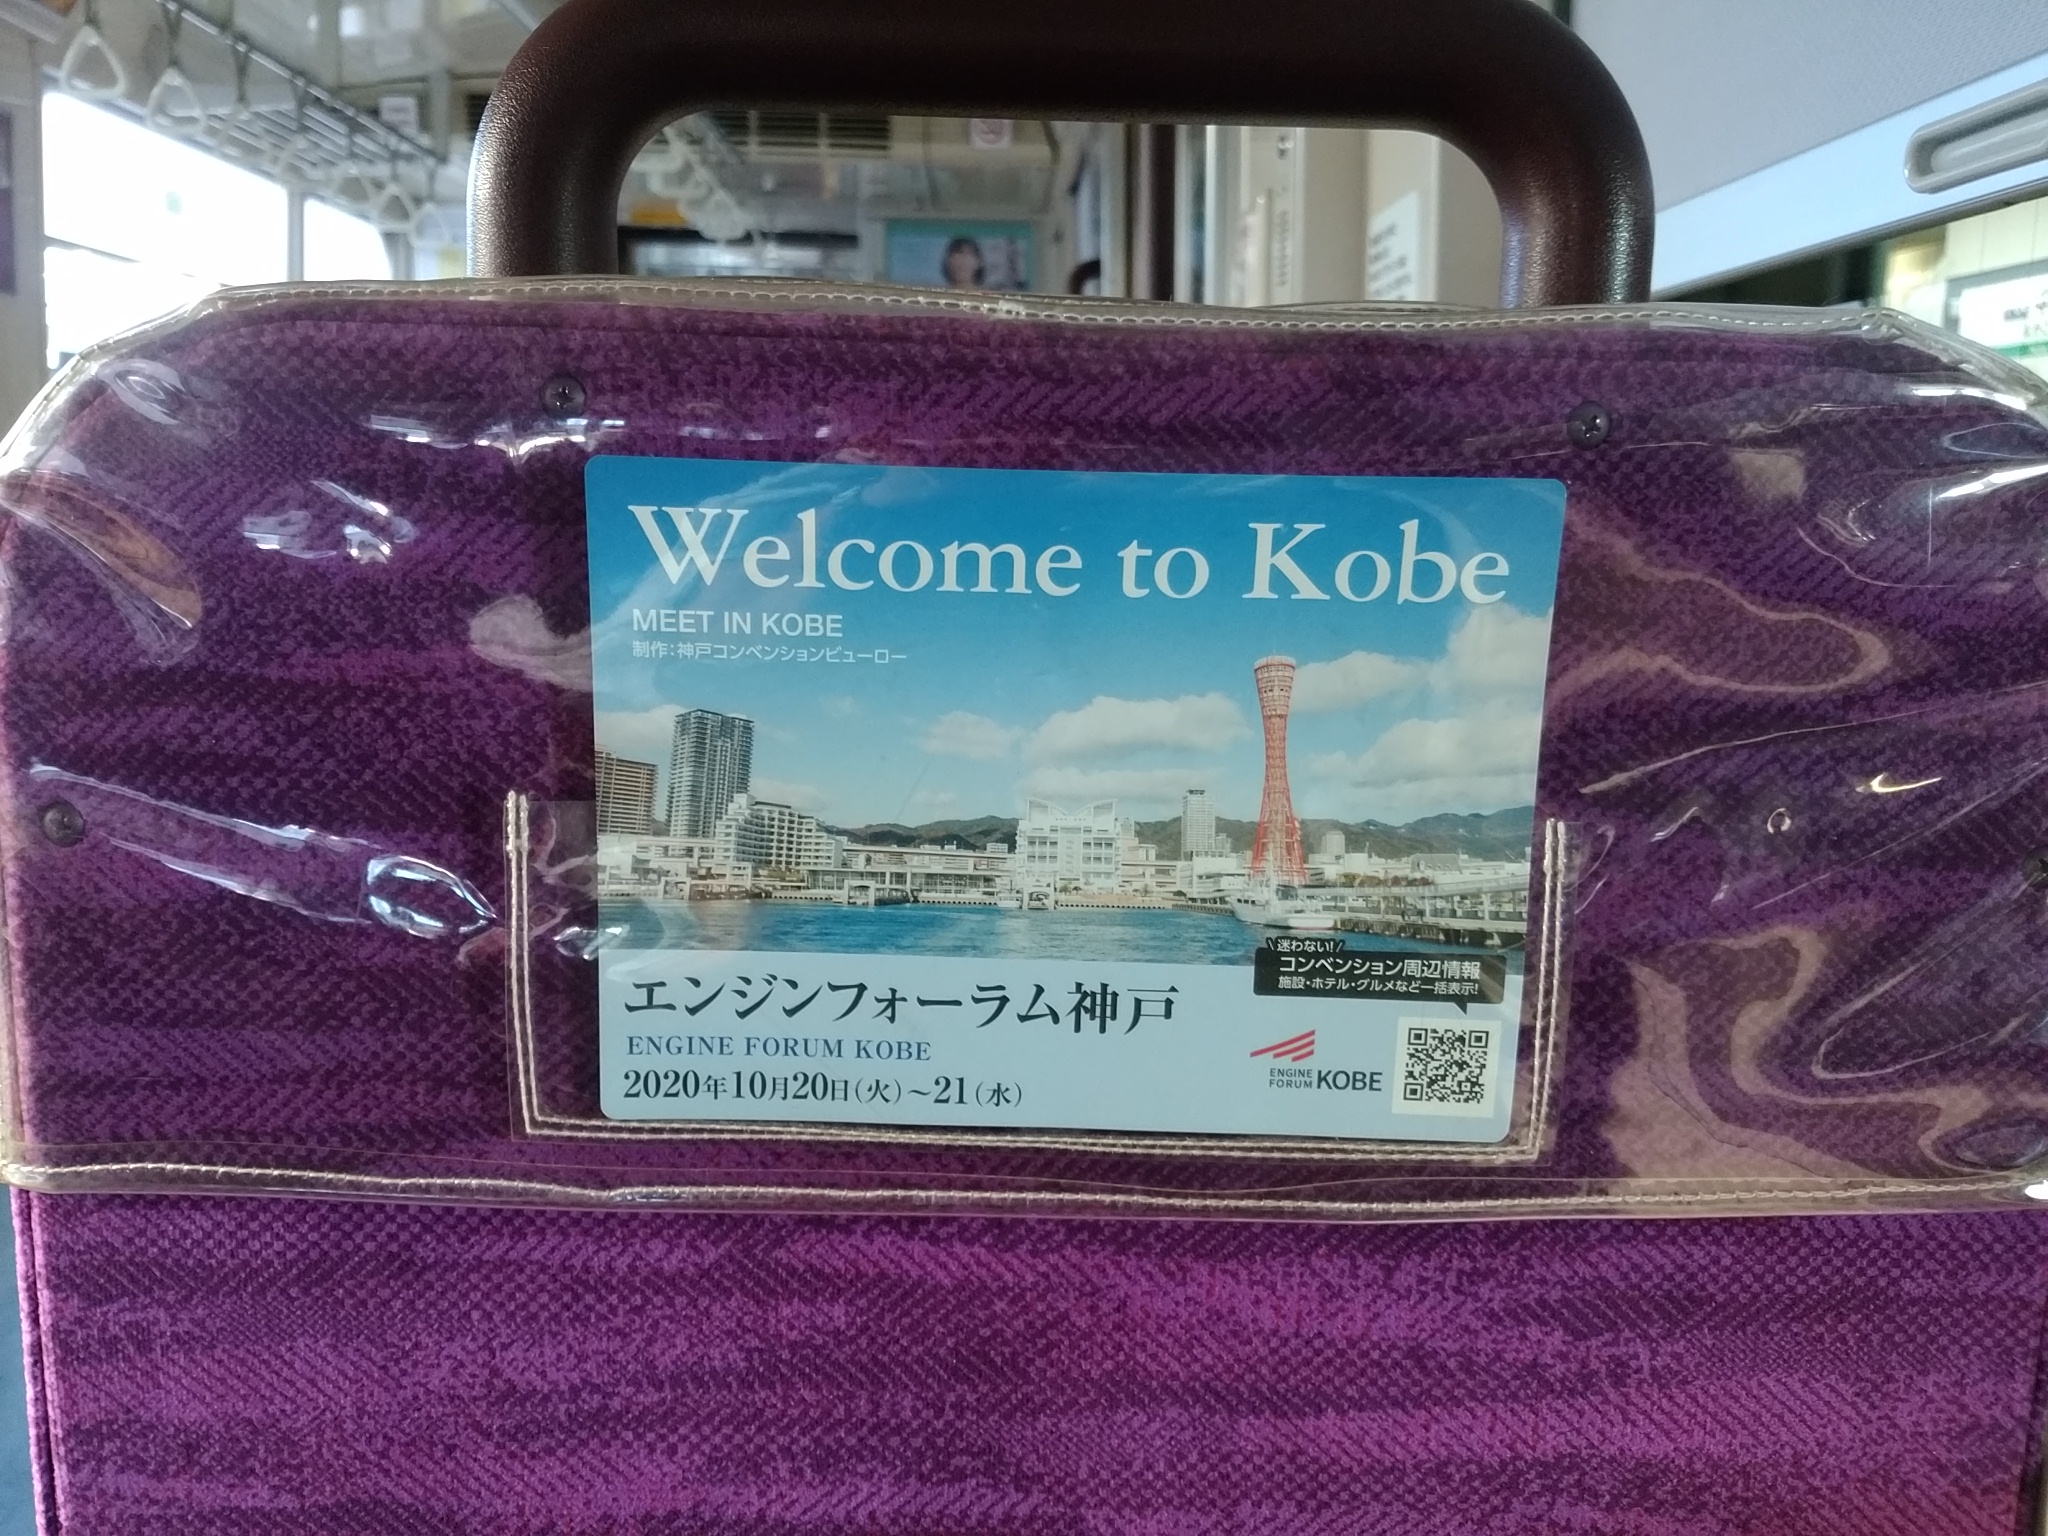 Welcome to Kobe
MEET IN KOBE
制作:神戸コンベンションビューロー
\迷わない!/
コンベンション周辺情報
施設・ホテル・グルメなど一括表示!
エンジンフォーラム神戸
ENGINE FORUM KOBE
2020年10月20日(火)～21(水)
ENGINE
FORUM KOBE